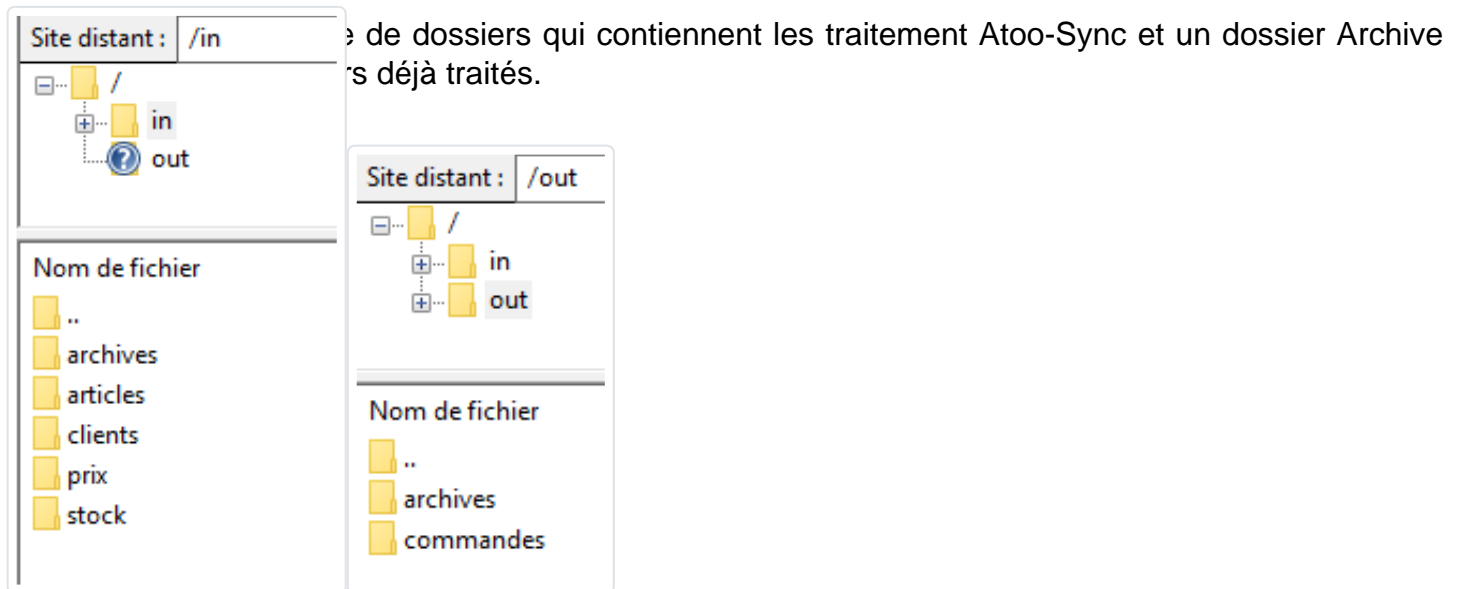 Site distant : /in
e de dossiers qui contiennent les traitement Atoo-Sync et un dossier Archive
rs déjà traités.
/
in
out
Nom de fichier
..
archives
articles
clients
prix
stock
Site distant : /out
/
in
out
Nom de fichier
..
archives
commandes